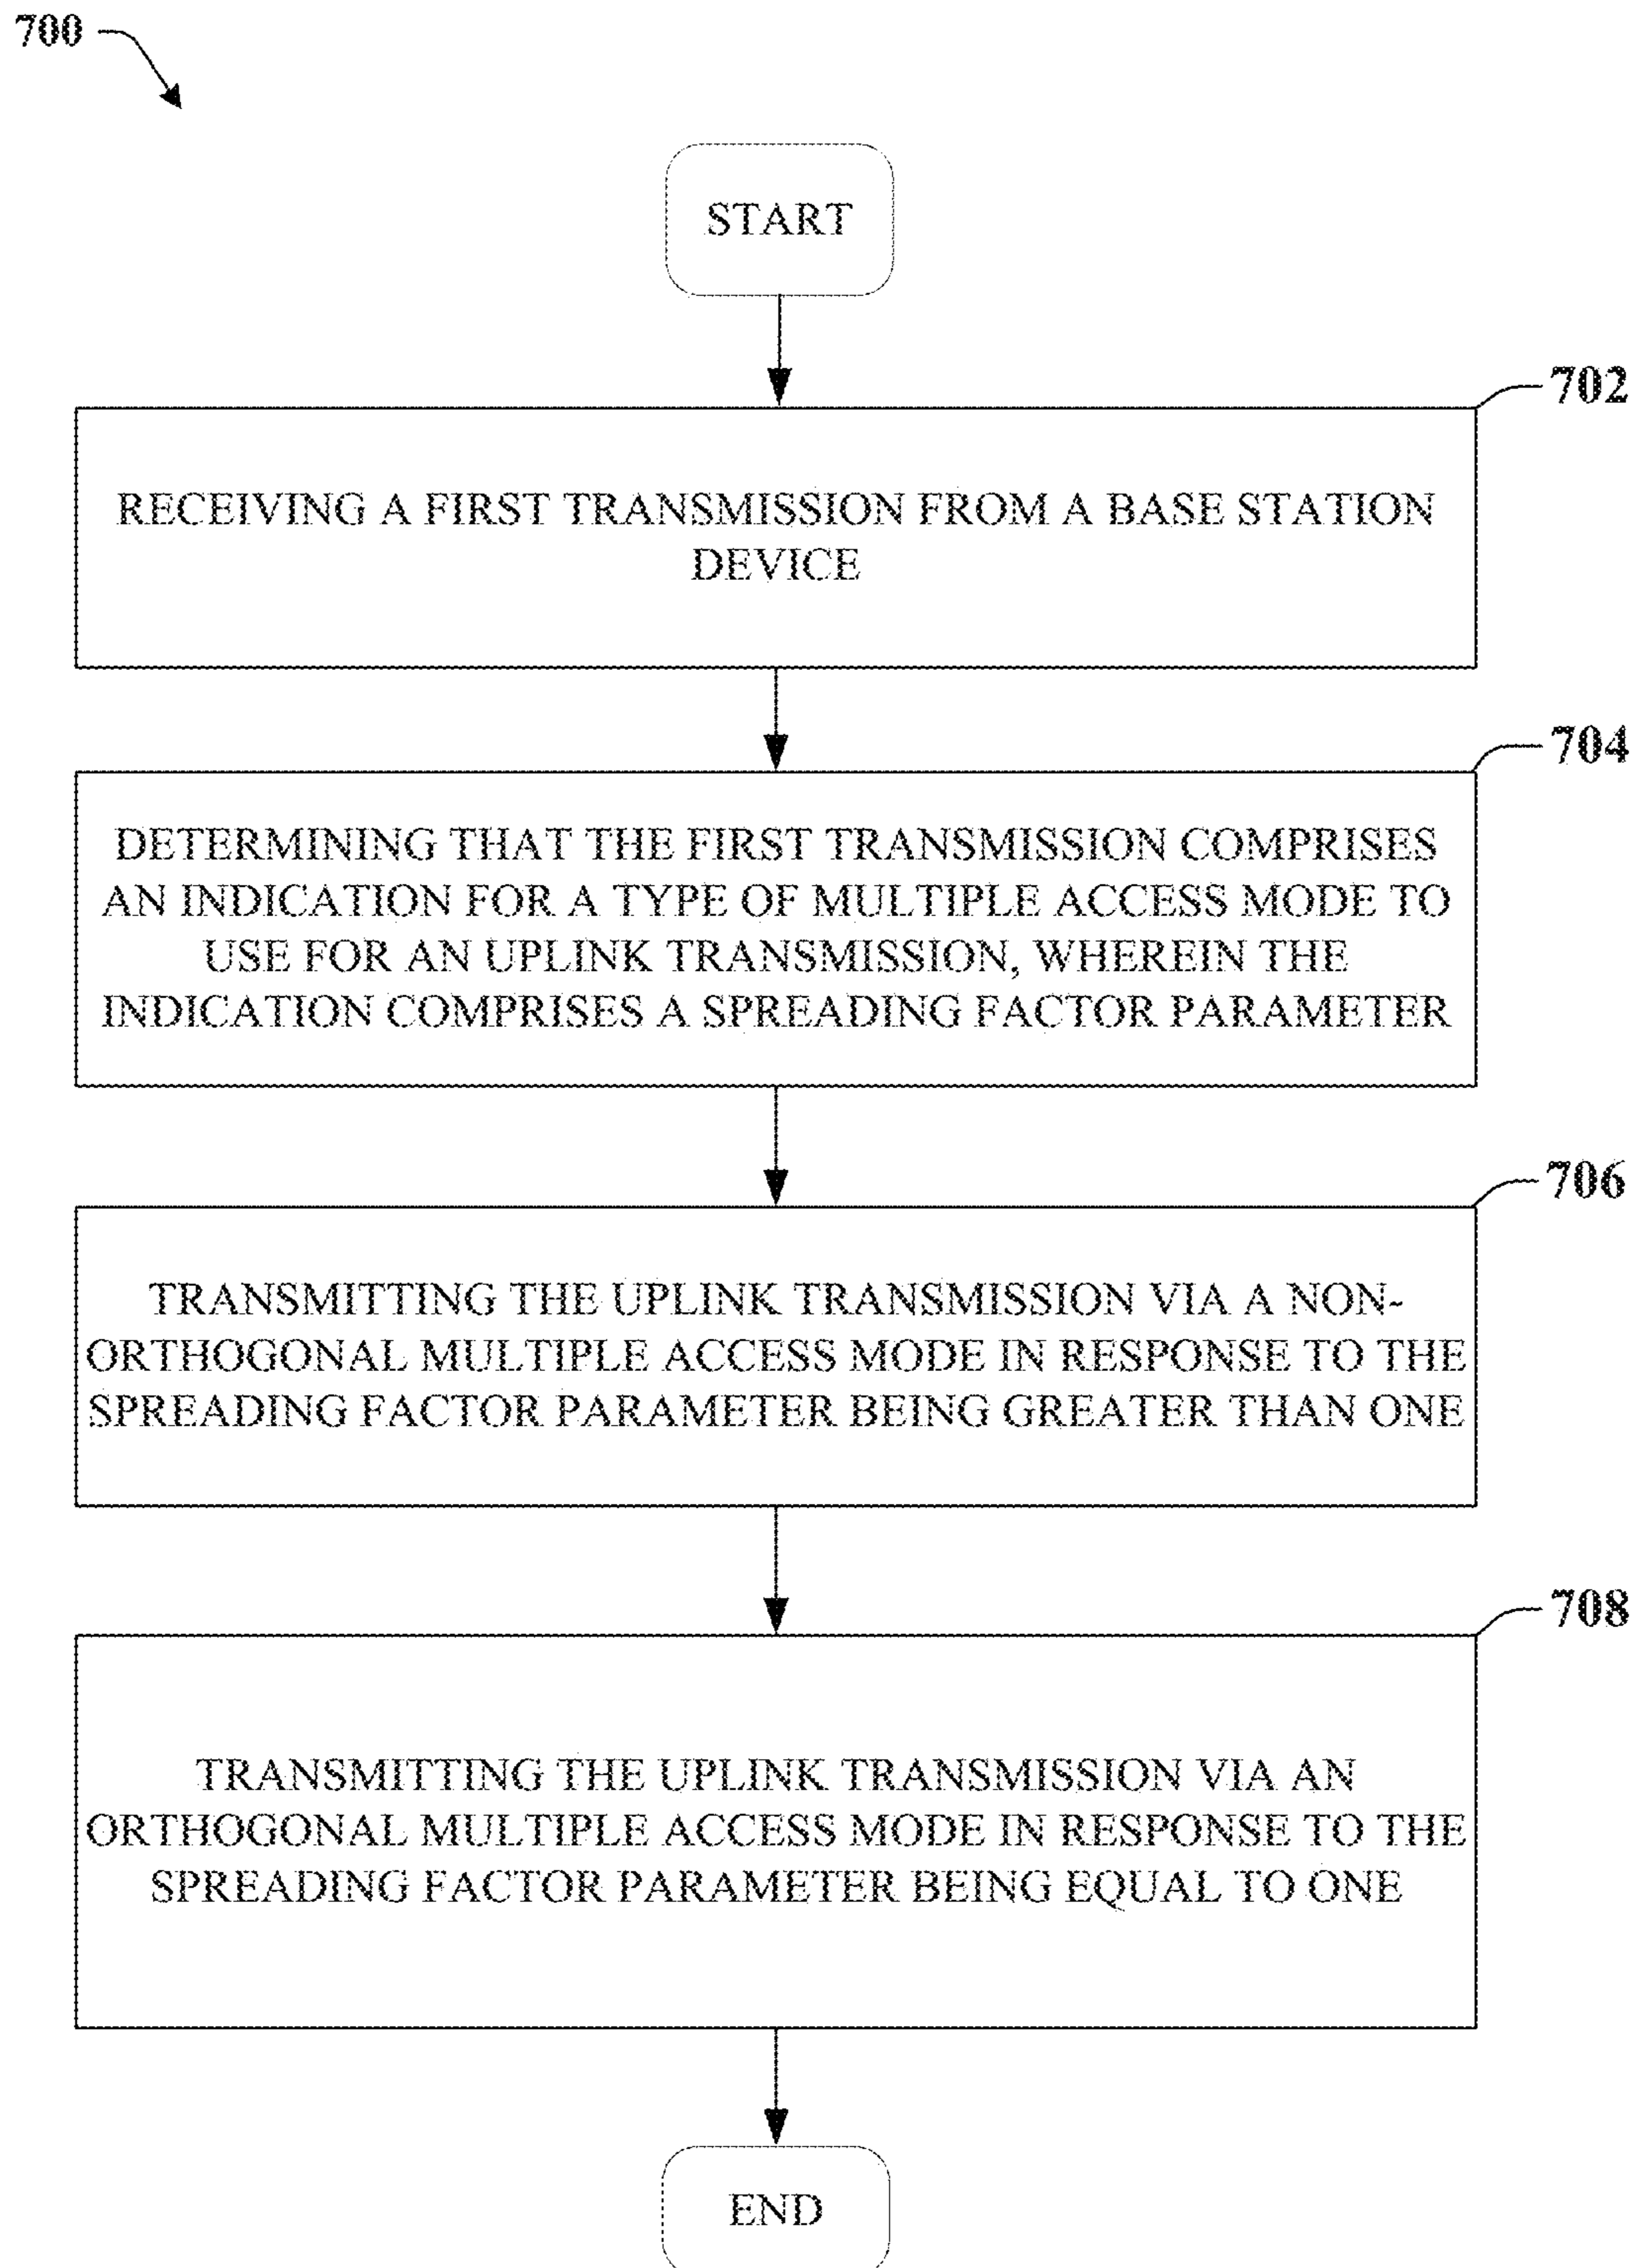 700
START
702
RECEIVING A FIRST TRANSMISSION FROM A BASE STATION
DEVICE
704
DETERMINING THAT THE FIRST TRANSMISSION COMPRISES
AN INDICATION FOR A TYPE OF MULTIPLE ACCESS MODE TO
USE FOR AN UPLINK TRANSMISSION, WHEREIN THE
INDICATION COMPRISES A SPREADING FACTOR PARAMETER
706
TRANSMITTING THE UPLINK TRANSMISSION VIA A NON-
ORTHOGONAL MULTIPLE ACCESS MODE IN RESPONSE TO THE
SPREADING FACTOR PARAMETER BEING GREATER THAN ONE
708
TRANSMITTING THE UPLINK TRANSMISSION VIA AN
ORTHOGONAL MULTIPLE ACCESS MODE IN RESPONSE TO THE
SPREADING FACTOR PARAMETER BEING EQUAL TO ONE
END